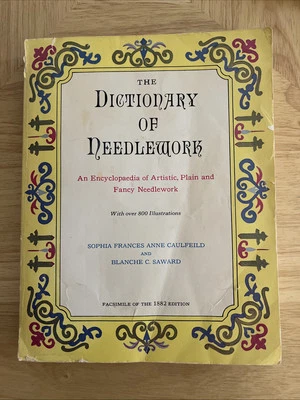 THE
DICTIONARY
OF
NEEDLEWORK
An Encyclopaedia of Artistic, Plain and
Fancy Needlework
With over 800 Illustrations
SOPHIA FRANCES ANNE CAULFEILD
AND
BLANCHE C. SAWARD
FACSIMILE OF THE 1882 EDITION